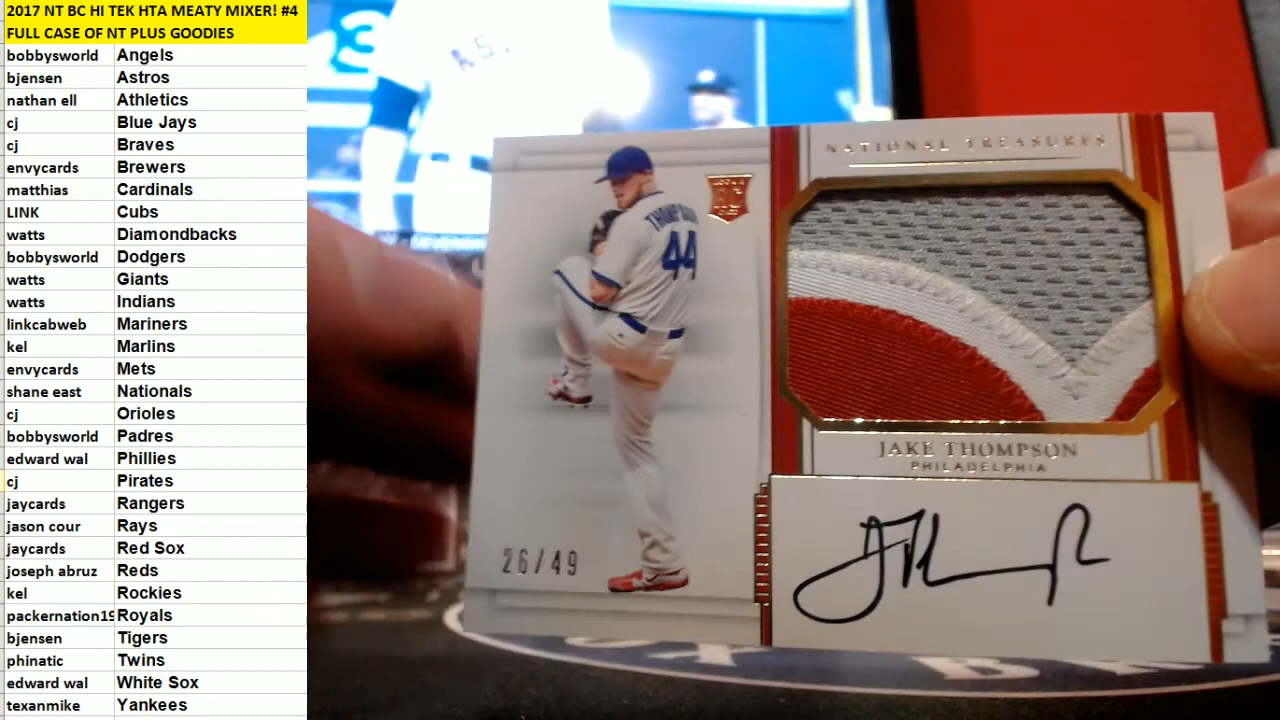 2017 NT BC HI TEK HTA MEATY MIXER! #4
FULL CASE OF NT PLUS GOODIES
bobbysworld Angels
bjensen Astros
nathan ell Athletics
cj Blue Jays
cj Braves
envycards Brewers
matthias Cardinals
LINK Cubs
watts Diamondbacks
bobbysworld Dodgers
watts Giants
watts Indians
linkcabweb Mariners
kel Marlins
envycards Mets
shane east Nationals
cj Orioles
bobbysworld Padres
edward wal Phillies
cj Pirates
jaycards Rangers
jason cour Rays
jaycards Red Sox
joseph abruz Reds
kel Rockies
packernation19 Royals
bjensen Tigers
phinatic Twins
edward wal White Sox
texanmike Yankees
NATIONAL TREASURES
THOMPSON
44
JAKE THOMPSON
PHILADELPHIA
26/49